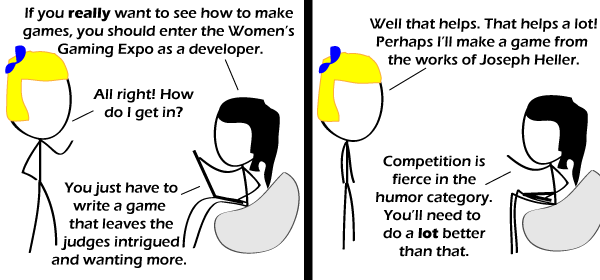 If you really want to see how to make
games, you should enter the Women's
Gaming Expo as a developer.
All right! How
do I get in?
You just have to
write a game
that leaves the
judges intrigued
and wanting more.
Well that helps. That helps a lot!
Perhaps I'll make a game from
the works of Joseph Heller.
Competition is
fierce in the
humor category.
You'll need to
do a lot better
than that.